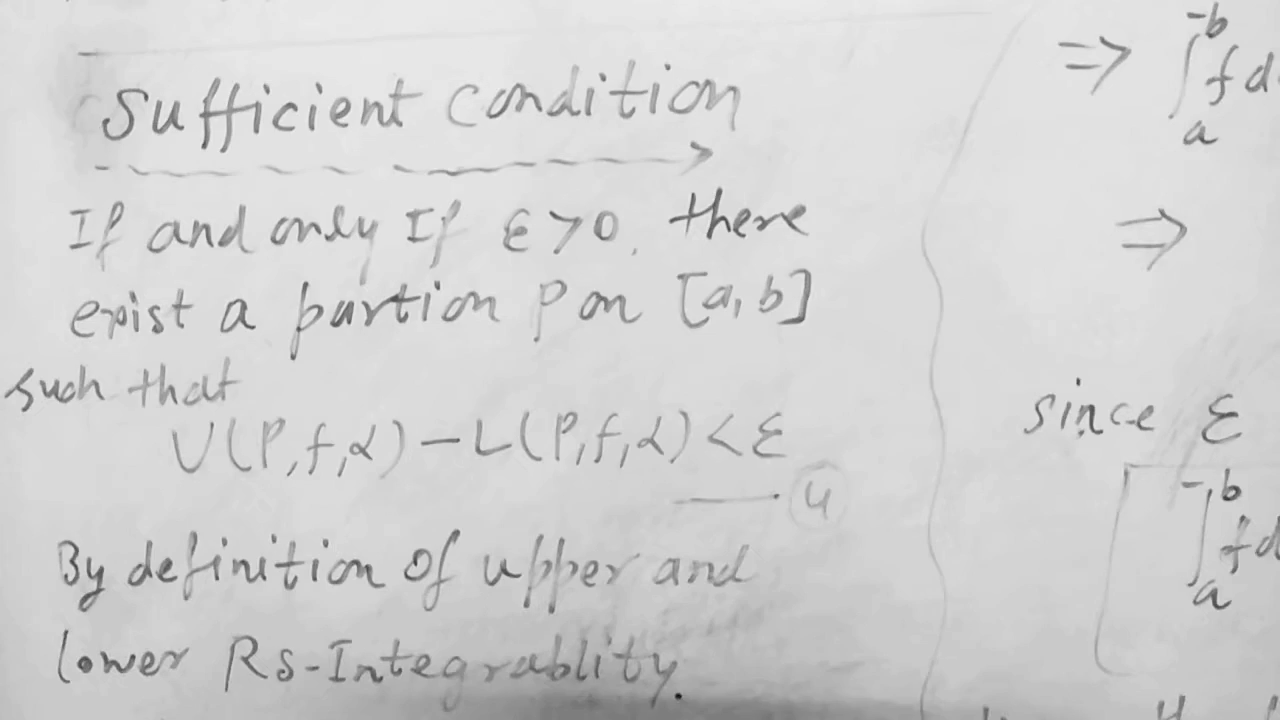 Sufficient condition
If and only If ε>0, there
exist a partion P on [a,b]
such that
U(P,f,α) - L(P,f,α) < ε
④
By definition of upper and
lower RS-Integrablity.
⇒ ∫ₐ⁻ᵇ f d
⇒
since ε
∫ₐ⁻ᵇ f d